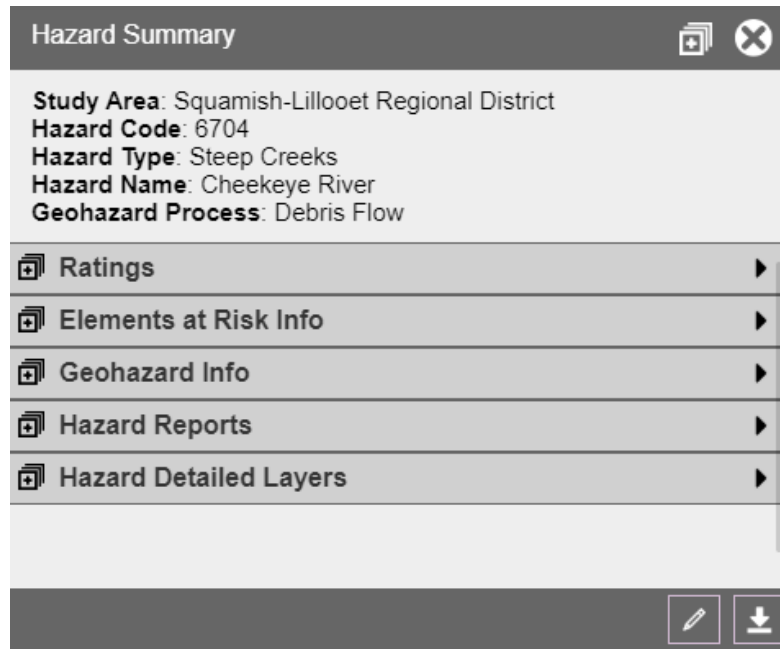 Hazard Summary
Study Area: Squamish-Lillooet Regional District
Hazard Code: 6704
Hazard Type: Steep Creeks
Hazard Name: Cheekeye River
Geohazard Process: Debris Flow
Ratings
Elements at Risk Info
Geohazard Info
Hazard Reports
Hazard Detailed Layers